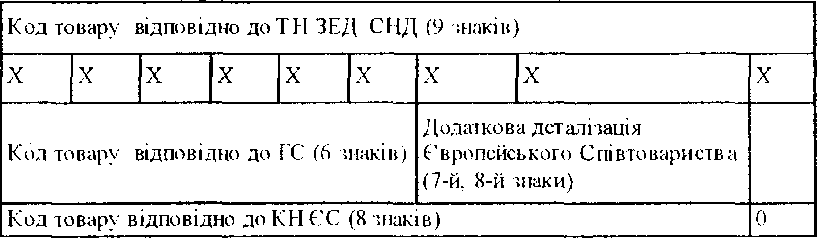 Код товару відповідно до ТН ЗЕД СНД (9 знаків)
X X X X X X X X X
Код товару відповідно до ГС (6 знаків)
Додаткова деталізація
Європейського Співтовариства
(7-й, 8-й знаки)
Код товару відповідно до КН ЄС (8 знаків) 0